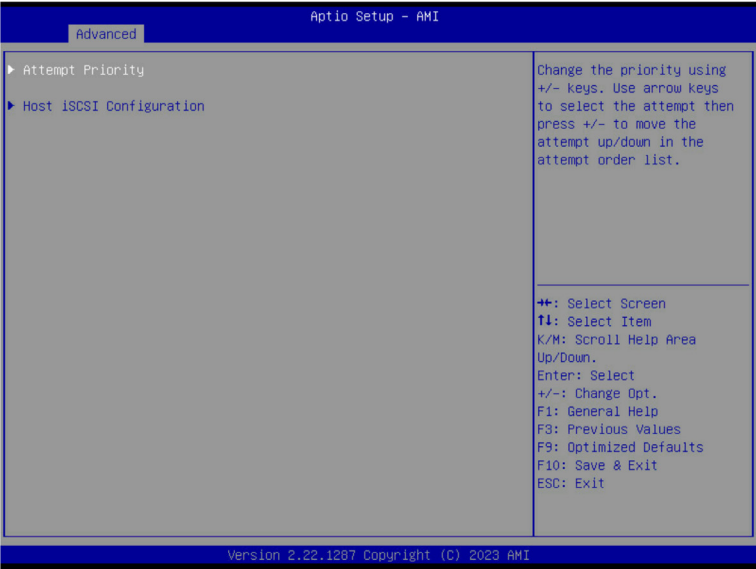 Aptio Setup – AMI
Advanced
Attempt Priority
Host iSCSI Configuration
Change the priority using
+/- keys. Use arrow keys
to select the attempt then
press +/- to move the
attempt up/down in the
attempt order list.
→←: Select Screen
↑↓: Select Item
K/M: Scroll Help Area
Up/Down.
Enter: Select
+/-: Change Opt.
F1: General Help
F3: Previous Values
F9: Optimized Defaults
F10: Save & Exit
ESC: Exit
Version 2.22.1287 Copyright (C) 2023 AMI